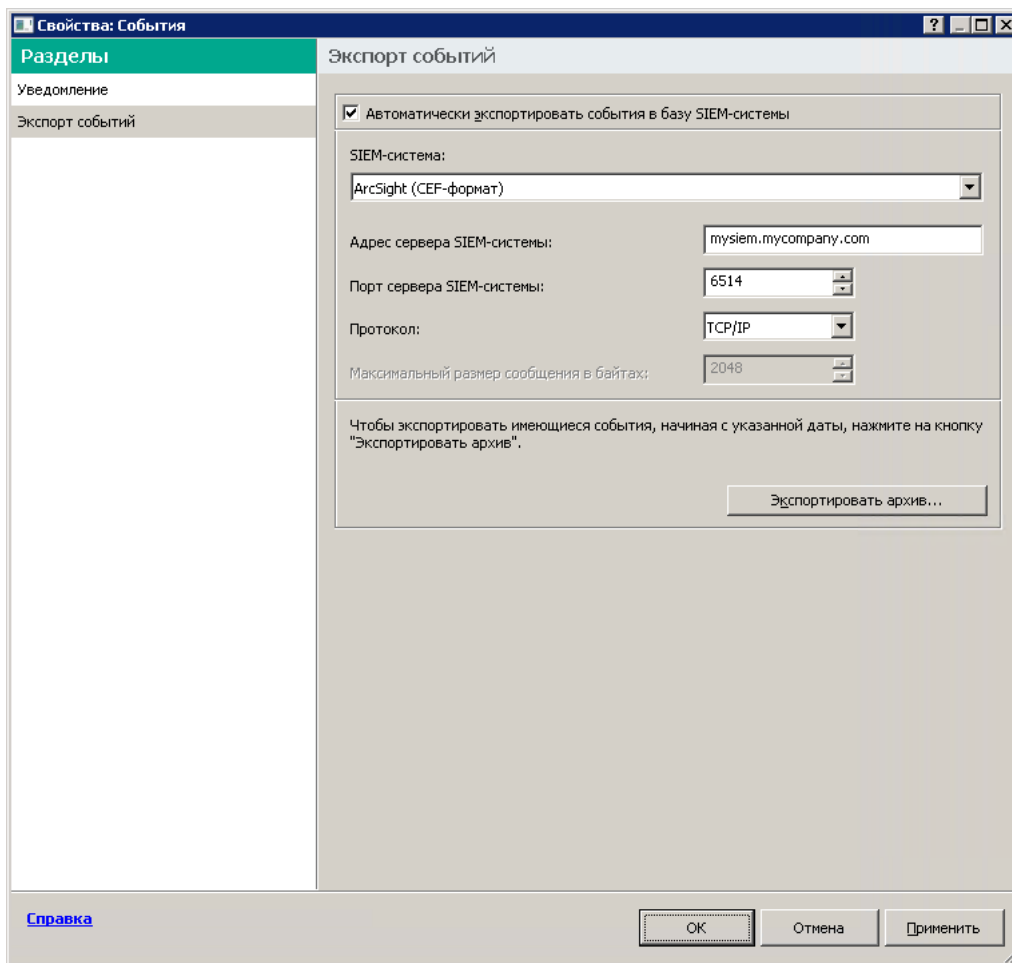 Свойства: События
Разделы
Уведомление
Экспорт событий
Экспорт событий
Автоматически экспортировать события в базу SIEM-системы
SIEM-система:
ArcSight (CEF-формат)
Адрес сервера SIEM-системы:
mysiem.mycompany.com
Порт сервера SIEM-системы:
6514
Протокол:
TCP/IP
Максимальный размер сообщения в байтах:
2048
Чтобы экспортировать имеющиеся события, начиная с указанной даты, нажмите на кнопку
"Экспортировать архив".
Экспортировать архив...
Справка
OK
Отмена
Применить